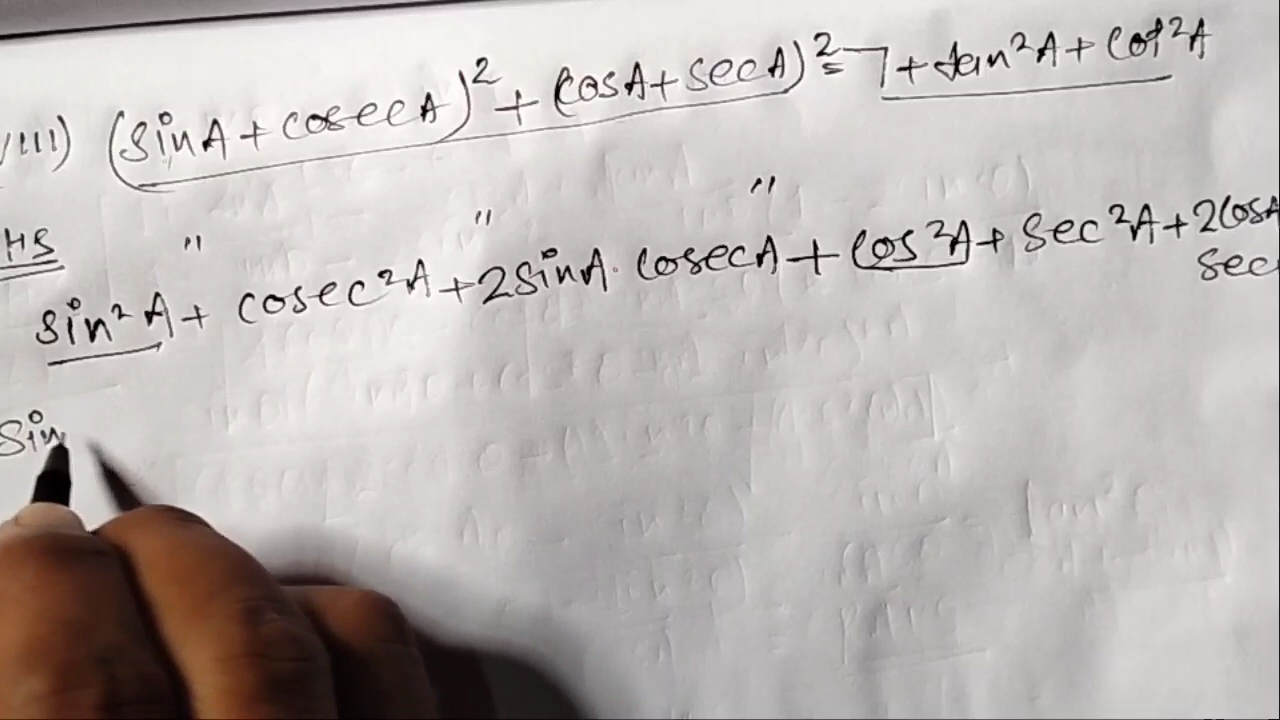 VIII) (sinA + cosecA)² + (cosA + secA)² = 7 + tan²A + cot²A
HS " " "
sin²A + cosec²A + 2sinA. cosecA + cos²A + sec²A + 2cosA
sec
sin